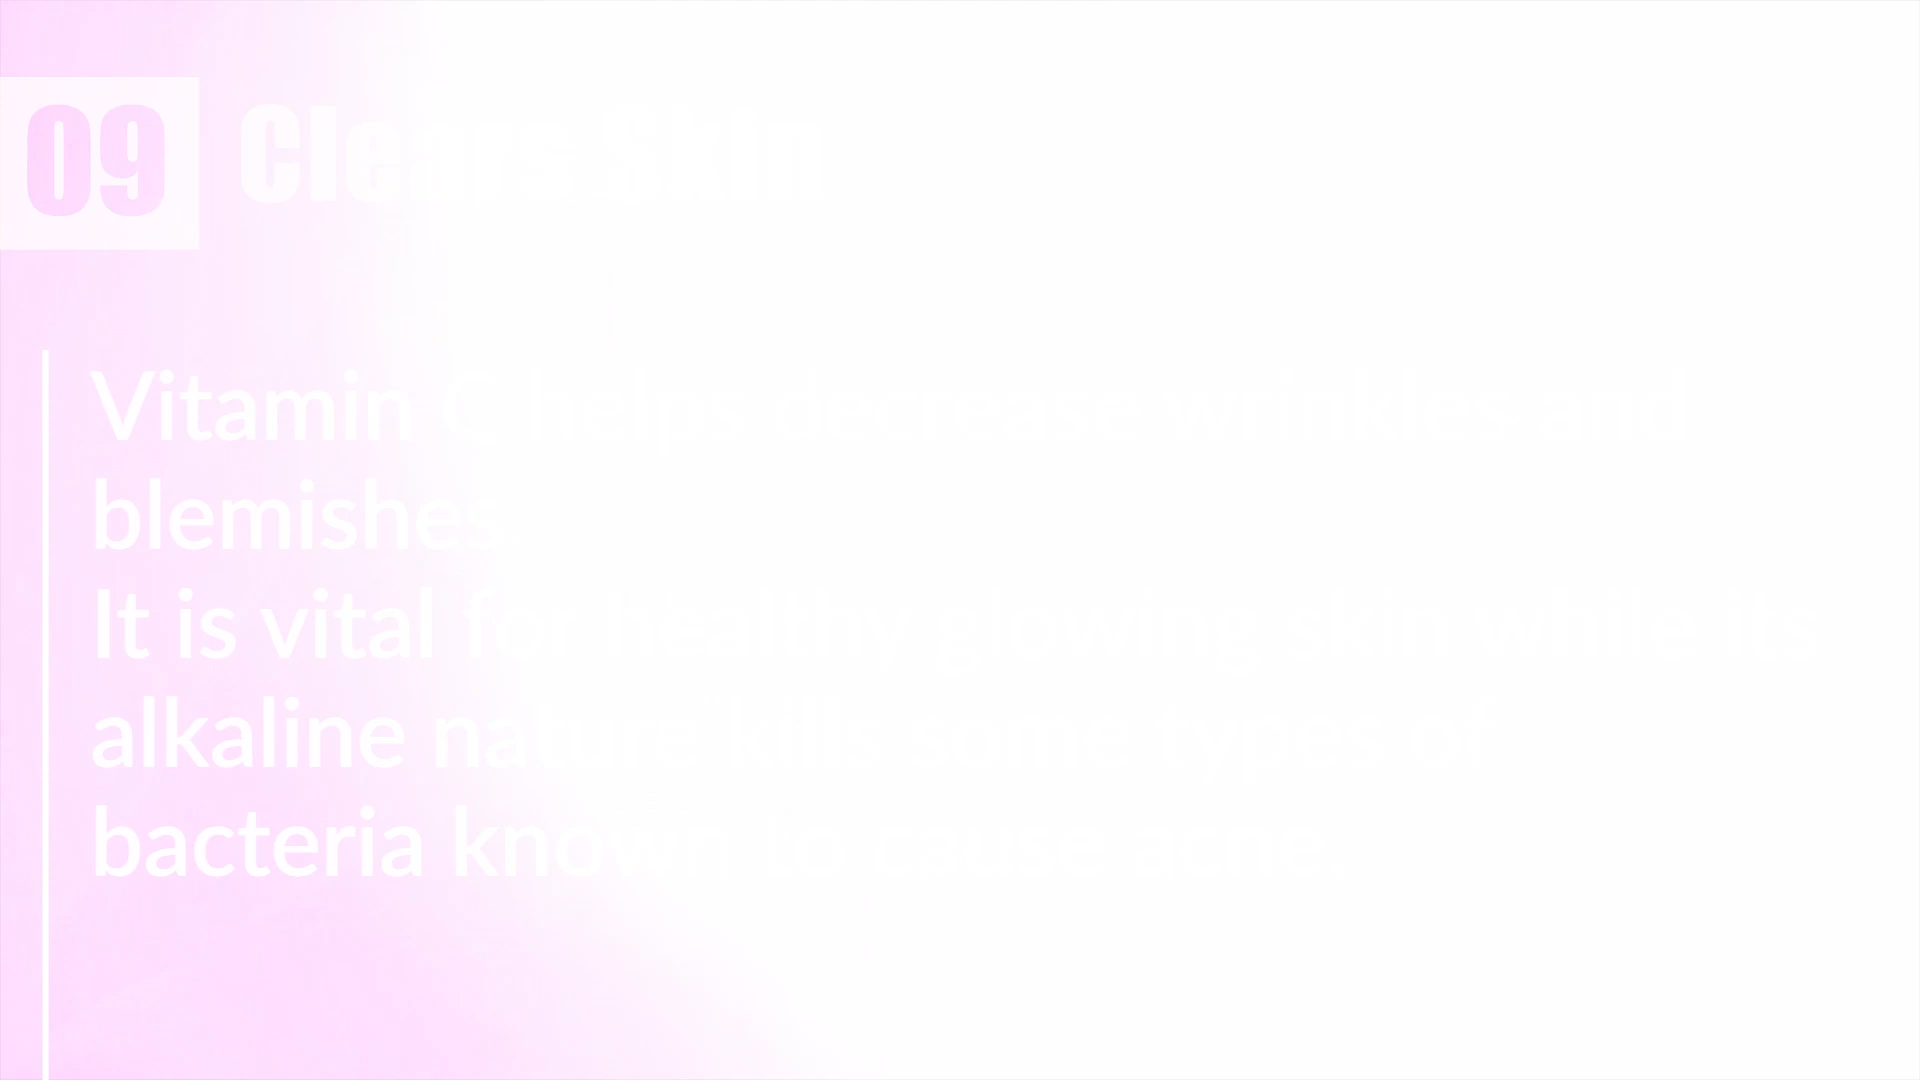 09 Clears Skin
Vitamin C helps decrease wrinkles and
blemishes.
It is vital for healthy glowing skin while its
alkaline nature kills some types of
bacteria known to cause acne.